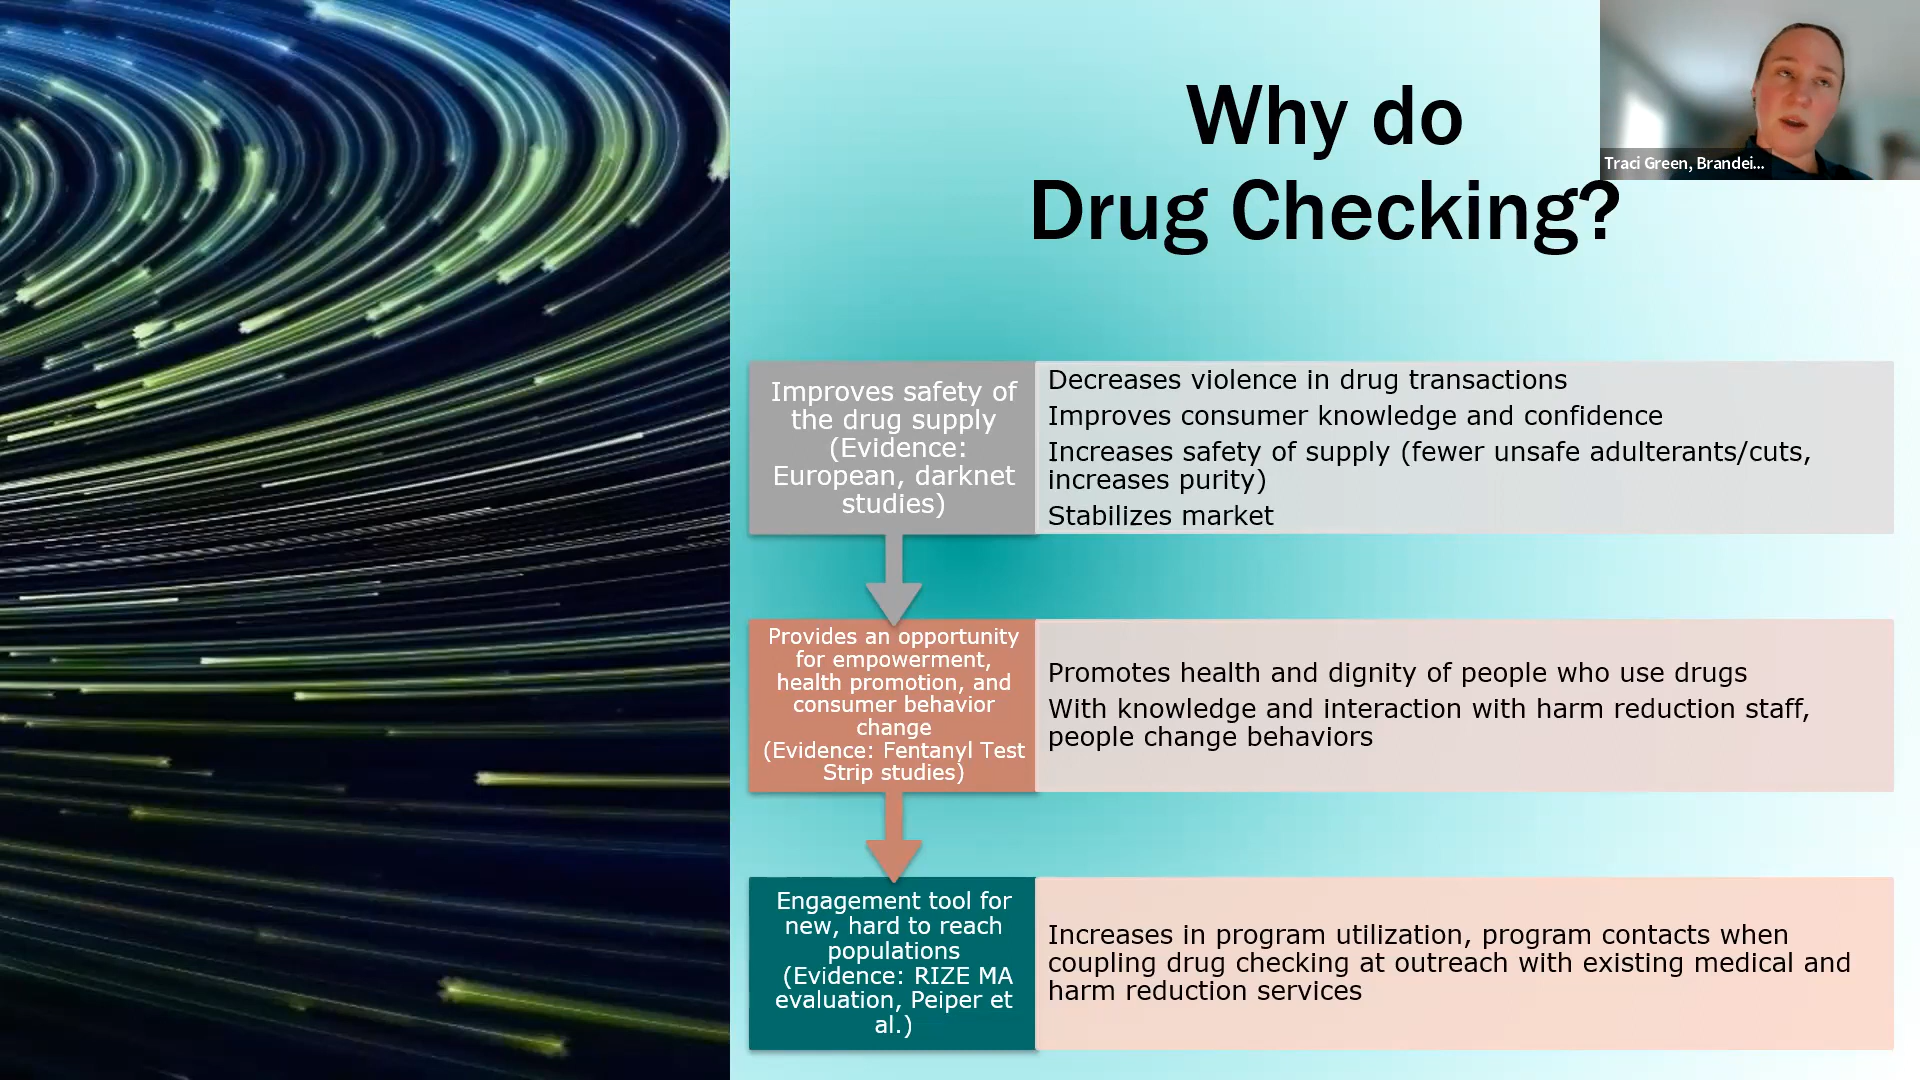 Why do
Drug Checking?
Traci Green, Brandei...
Improves safety of
the drug supply
(Evidence:
European, darknet
studies)
Decreases violence in drug transactions
Improves consumer knowledge and confidence
Increases safety of supply (fewer unsafe adulterants/cuts,
increases purity)
Stabilizes market
Provides an opportunity
for empowerment,
health promotion, and
consumer behavior
change
(Evidence: Fentanyl Test
Strip studies)
Promotes health and dignity of people who use drugs
With knowledge and interaction with harm reduction staff,
people change behaviors
Engagement tool for
new, hard to reach
populations
(Evidence: RIZE MA
evaluation, Peiper et
al.)
Increases in program utilization, program contacts when
coupling drug checking at outreach with existing medical and
harm reduction services